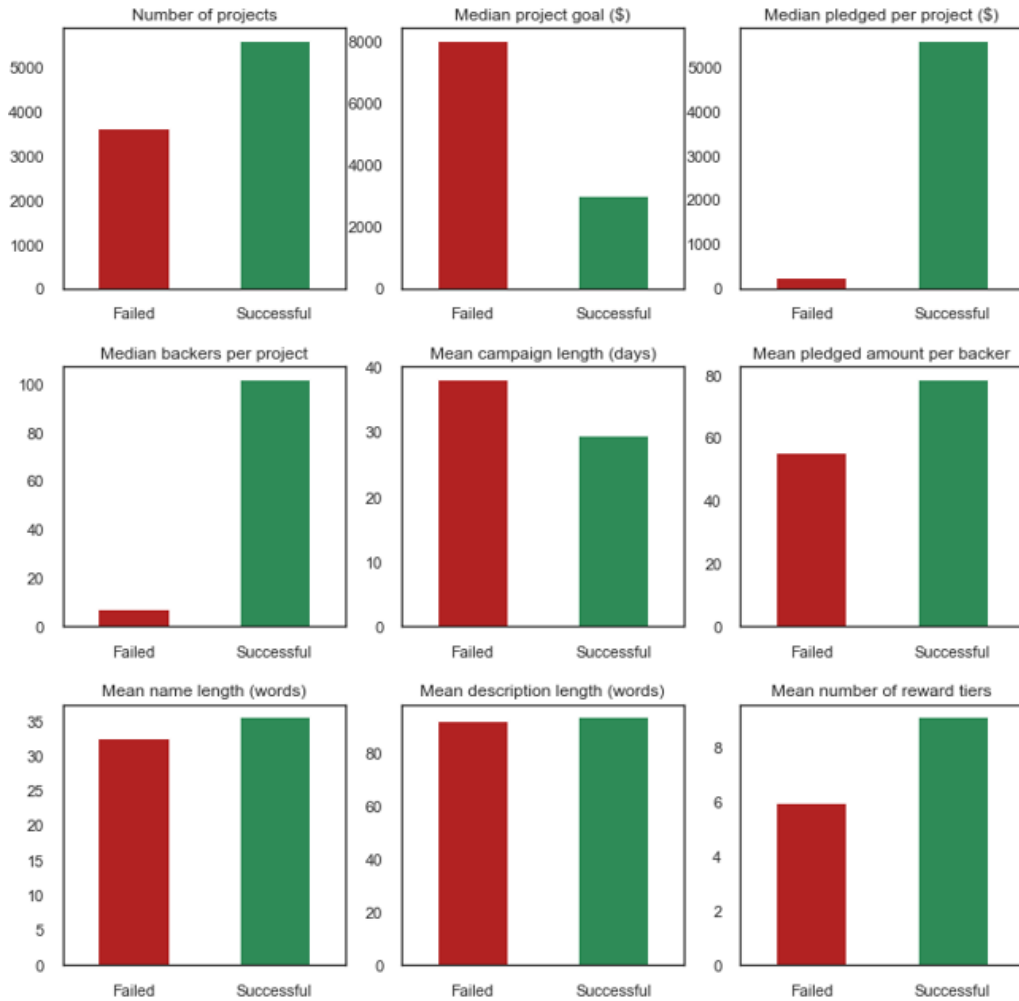 Number of projects
Median project goal ($)
Median pledged per project ($)
5000
4000
3000
2000
1000
0
Failed
Successful
8000
6000
4000
2000
0
Failed
Successful
5000
4000
3000
2000
1000
0
Failed
Successful
Median backers per project
Mean campaign length (days)
Mean pledged amount per backer
100
80
60
40
20
0
Failed
Successful
40
30
20
10
0
Failed
Successful
80
60
40
20
0
Failed
Successful
Mean name length (words)
Mean description length (words)
Mean number of reward tiers
35
30
25
20
15
10
5
0
Failed
Successful
80
60
40
20
0
Failed
Successful
8
6
4
2
0
Failed
Successful